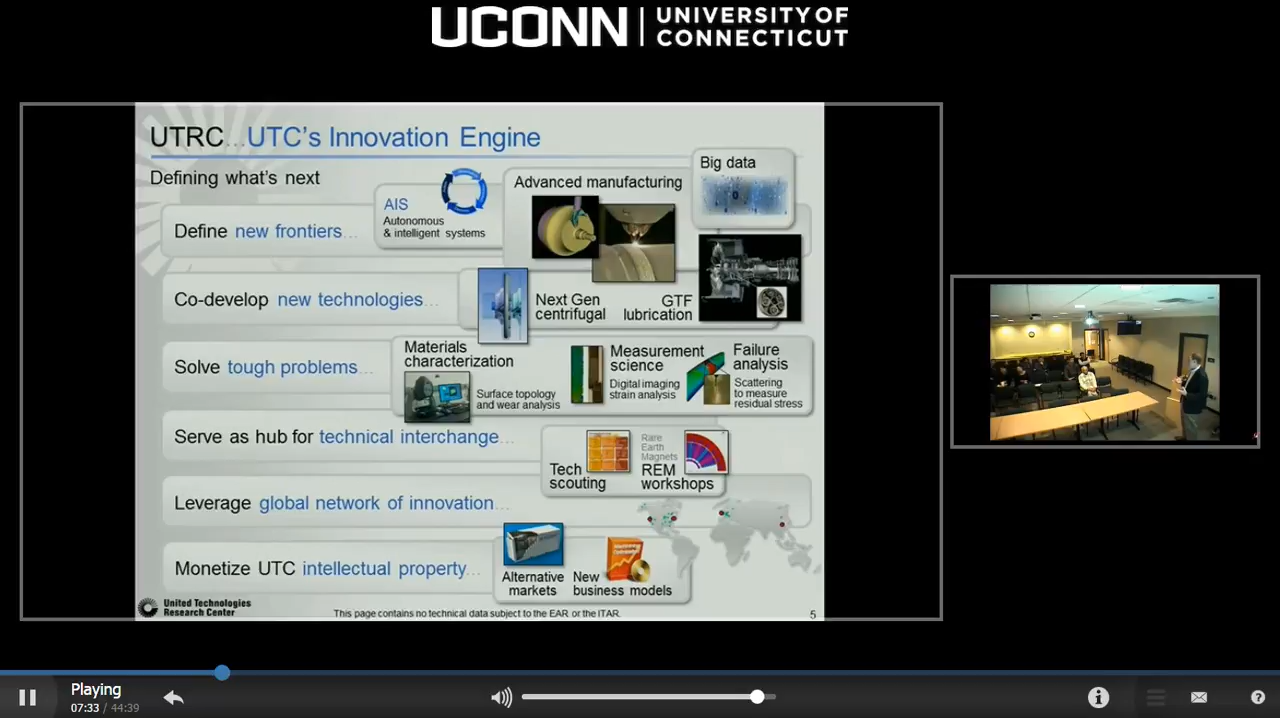 UCONN
UNIVERSITY OF
CONNECTICUT
UTRC...UTC's Innovation Engine
Defining what's next
Define new frontiers...
AIS
Autonomous
& intelligent systems
Advanced manufacturing
Big data
Co-develop new technologies...
Next Gen
centrifugal
GTF
lubrication
Solve tough problems...
Materials
characterization
Surface topology
and wear analysis
Measurement
science
Digital imaging
strain analysis
Failure
analysis
Scattering
to measure
residual stress
Serve as hub for technical interchange...
Tech
scouting
Rare
Earth
Magnets
REM
workshops
Leverage global network of innovation...
Monetize UTC intellectual property...
Alternative
markets
New
business models
United Technologies
Research Center
This page contains no technical data subject to the EAR or the ITAR.
5
Playing
07:33 / 44:39